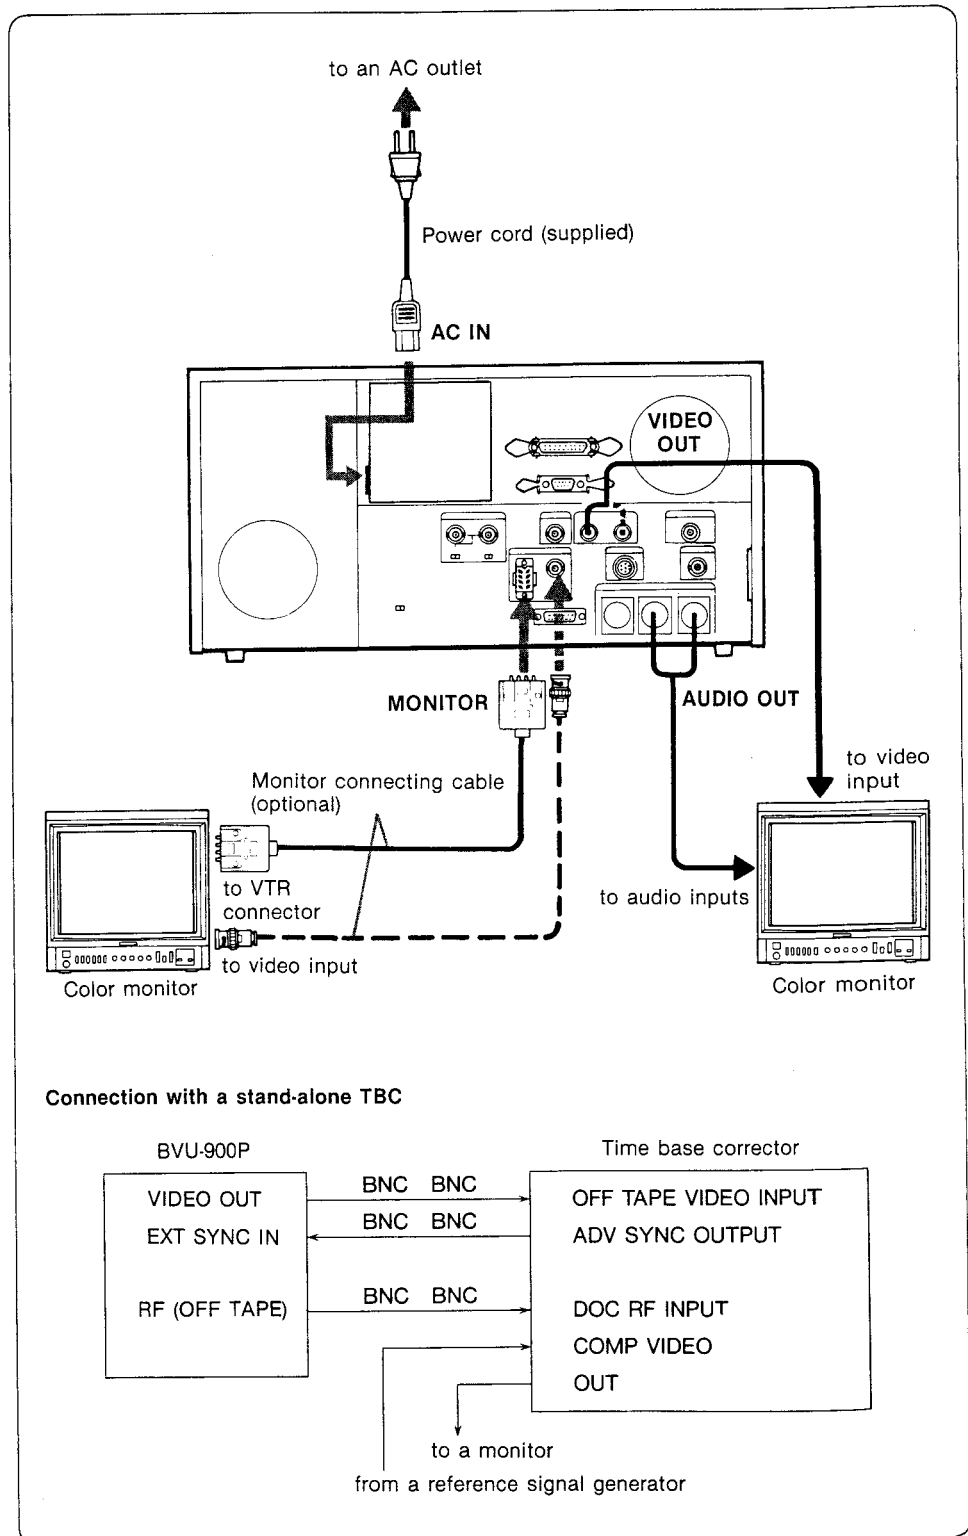 to an AC outlet
Power cord (supplied)
AC IN
VIDEO
OUT
MONITOR
AUDIO OUT
Monitor connecting cable
(optional)
to video
input
to VTR
connector
to audio inputs
to video input
Color monitor
Color monitor
Connection with a stand-alone TBC
BVU-900P
Time base corrector
VIDEO OUT
BNC BNC
OFF TAPE VIDEO INPUT
EXT SYNC IN
BNC BNC
ADV SYNC OUTPUT
RF (OFF TAPE)
BNC BNC
DOC RF INPUT
COMP VIDEO
OUT
to a monitor
from a reference signal generator